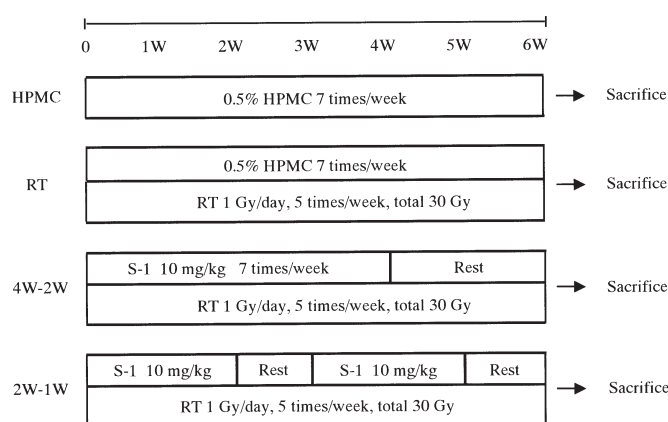 0 1W 2W 3W 4W 5W 6W
HPMC 0.5% HPMC 7 times/week Sacrifice
0.5% HPMC 7 times/week
RT Sacrifice
RT 1 Gy/day, 5 times/week, total 30 Gy
S-1 10 mg/kg 7 times/week Rest
4W-2W Sacrifice
RT 1 Gy/day, 5 times/week, total 30 Gy
S-1 10 mg/kg Rest S-1 10 mg/kg Rest
2W-1W Sacrifice
RT 1 Gy/day, 5 times/week, total 30 Gy